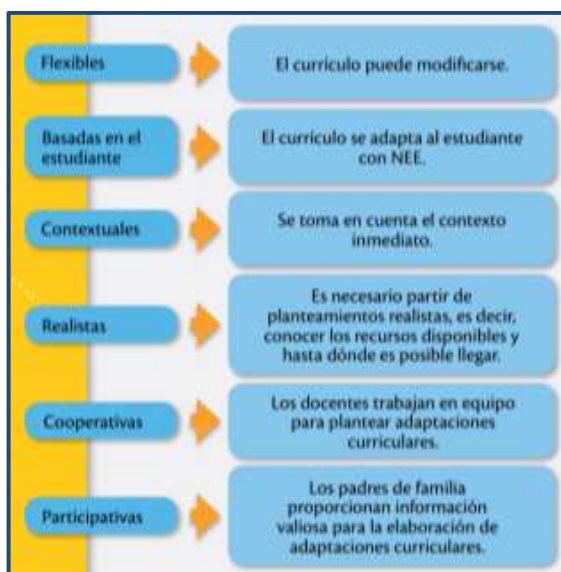 Flexibles
El currículo puede modificarse.
Basadas en el
estudiante
El currículo se adapta al estudiante
con NEE.
Contextuales
Se toma en cuenta el contexto
inmediato.
Realistas
Es necesario partir de
planteamientos realistas, es decir,
conocer los recursos disponibles y
hasta dónde es posible llegar.
Cooperativas
Los docentes trabajan en equipo
para plantear adaptaciones
curriculares.
Participativas
Los padres de familia
proporcionan información
valiosa para la elaboración de
adaptaciones curriculares.